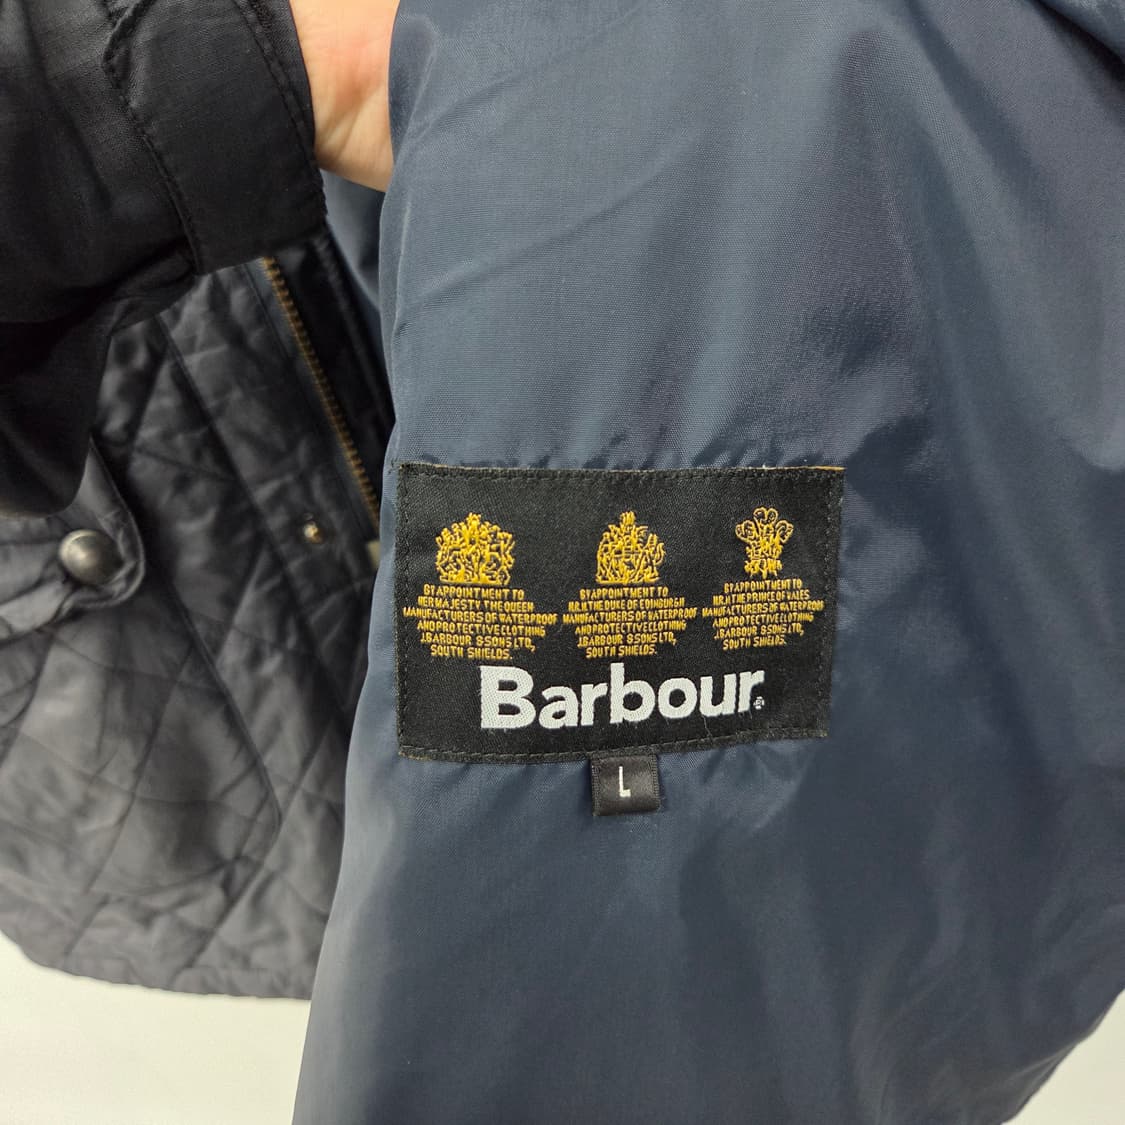 BY APPOINTMENT TO
HER MAJESTY THE QUEEN
MANUFACTURERS OF WATERPROOF
AND PROTECTIVE CLOTHING
J.BARBOUR & SONS LTD,
SOUTH SHIELDS.
BY APPOINTMENT TO
H.R.H. THE DUKE OF EDINBURGH
MANUFACTURERS OF WATERPROOF
AND PROTECTIVE CLOTHING
J.BARBOUR & SONS LTD,
SOUTH SHIELDS.
BY APPOINTMENT TO
H.R.H. THE PRINCE OF WALES
MANUFACTURERS OF WATERPROOF
AND PROTECTIVE CLOTHING
J.BARBOUR & SONS LTD,
SOUTH SHIELDS.
Barbour
L